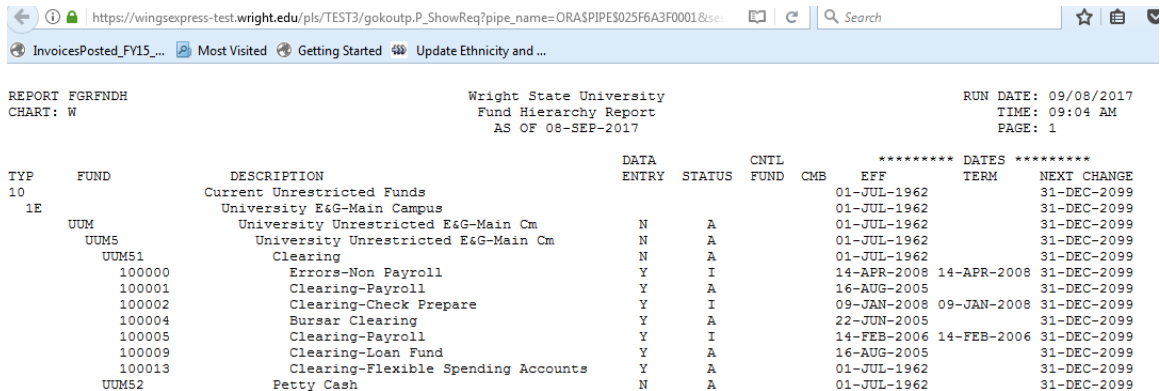 https://wingsexpress-test.wright.edu/pls/TEST3/gokoutp.P_ShowReq?pipe_name=ORA$PIPE$025F6A3F0001&ses Search
InvoicesPosted_FY15_... Most Visited Getting Started Update Ethnicity and ...
REPORT FGRFNDH Wright State University RUN DATE: 09/08/2017
CHART: W Fund Hierarchy Report TIME: 09:04 AM
AS OF 08-SEP-2017 PAGE: 1
DATA CNTL ********* DATES *********
TYP FUND DESCRIPTION ENTRY STATUS FUND CMB EFF TERM NEXT CHANGE
10 Current Unrestricted Funds 01-JUL-1962 31-DEC-2099
1E University E&G-Main Campus 01-JUL-1962 31-DEC-2099
UUM University Unrestricted E&G-Main Cm N A 01-JUL-1962 31-DEC-2099
UUM5 University Unrestricted E&G-Main Cm N A 01-JUL-1962 31-DEC-2099
UUM51 Clearing N A 01-JUL-1962 31-DEC-2099
100000 Errors-Non Payroll Y I 14-APR-2008 14-APR-2008 31-DEC-2099
100001 Clearing-Payroll Y A 16-AUG-2005 31-DEC-2099
100002 Clearing-Check Prepare Y I 09-JAN-2008 09-JAN-2008 31-DEC-2099
100004 Bursar Clearing Y A 22-JUN-2005 31-DEC-2099
100005 Clearing-Payroll Y I 14-FEB-2006 14-FEB-2006 31-DEC-2099
100009 Clearing-Loan Fund Y A 16-AUG-2005 31-DEC-2099
100013 Clearing-Flexible Spending Accounts Y A 01-JUL-1962 31-DEC-2099
UUM52 Petty Cash N A 01-JUL-1962 31-DEC-2099